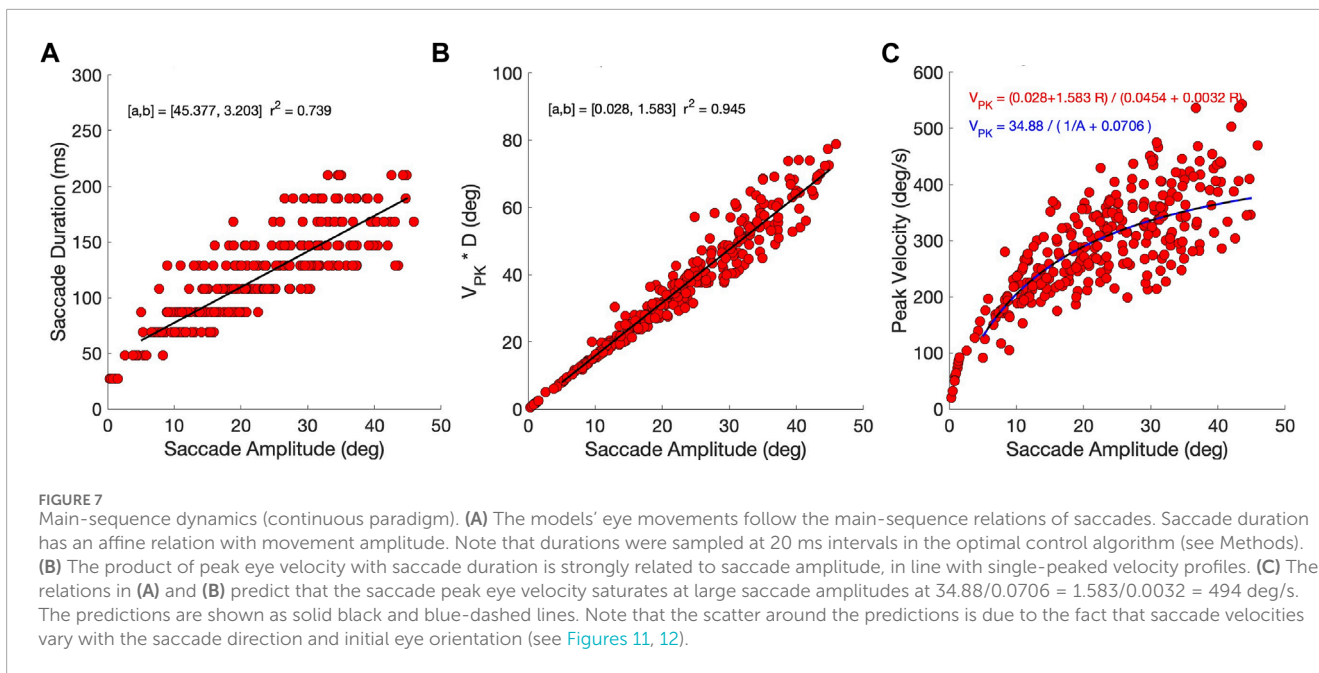 A
300
250
200
150
100
50
0
Saccade Duration (ms)
[a,b] = [45.377, 3.203] r² = 0.739
0 10 20 30 40 50
Saccade Amplitude (deg)
B
100
80
60
40
20
0
V_PK * D (deg)
[a,b] = [0.028, 1.583] r² = 0.945
0 10 20 30 40 50
Saccade Amplitude (deg)
C
600
500
400
300
200
100
0
Peak Velocity (deg/s)
V_PK = (0.028+1.583 R) / (0.0454 + 0.0032 R)
V_PK = 34.88 / ( 1/A + 0.0706 )
0 10 20 30 40 50
Saccade Amplitude (deg)
FIGURE 7
Main-sequence dynamics (continuous paradigm). (A) The models’ eye movements follow the main-sequence relations of saccades. Saccade duration
has an affine relation with movement amplitude. Note that durations were sampled at 20 ms intervals in the optimal control algorithm (see Methods).
(B) The product of peak eye velocity with saccade duration is strongly related to saccade amplitude, in line with single-peaked velocity profiles. (C) The
relations in (A) and (B) predict that the saccade peak eye velocity saturates at large saccade amplitudes at 34.88/0.0706 = 1.583/0.0032 = 494 deg/s.
The predictions are shown as solid black and blue-dashed lines. Note that the scatter around the predictions is due to the fact that saccade velocities
vary with the saccade direction and initial eye orientation (see Figures 11, 12).